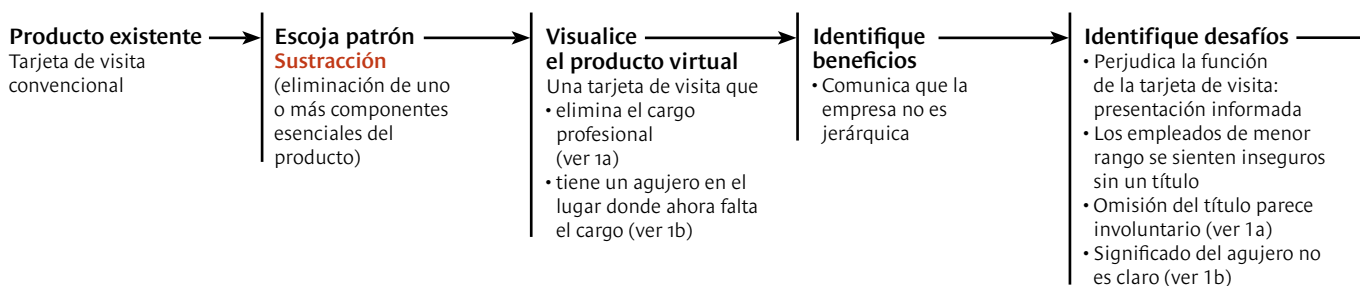 Producto existente
Tarjeta de visita
convencional
Escoja patrón
Sustracción
(eliminación de uno
o más componentes
esenciales del
producto)
Visualice
el producto virtual
Una tarjeta de visita que
• elimina el cargo
profesional
(ver 1a)
• tiene un agujero en el
lugar donde ahora falta
el cargo (ver 1b)
Identifique
beneficios
• Comunica que la
empresa no es
jerárquica
Identifique desafíos
• Perjudica la función
de la tarjeta de visita:
presentación informada
• Los empleados de menor
rango se sienten inseguros
sin un título
• Omisión del título parece
involuntario (ver 1a)
• Significado del agujero no
es claro (ver 1b)